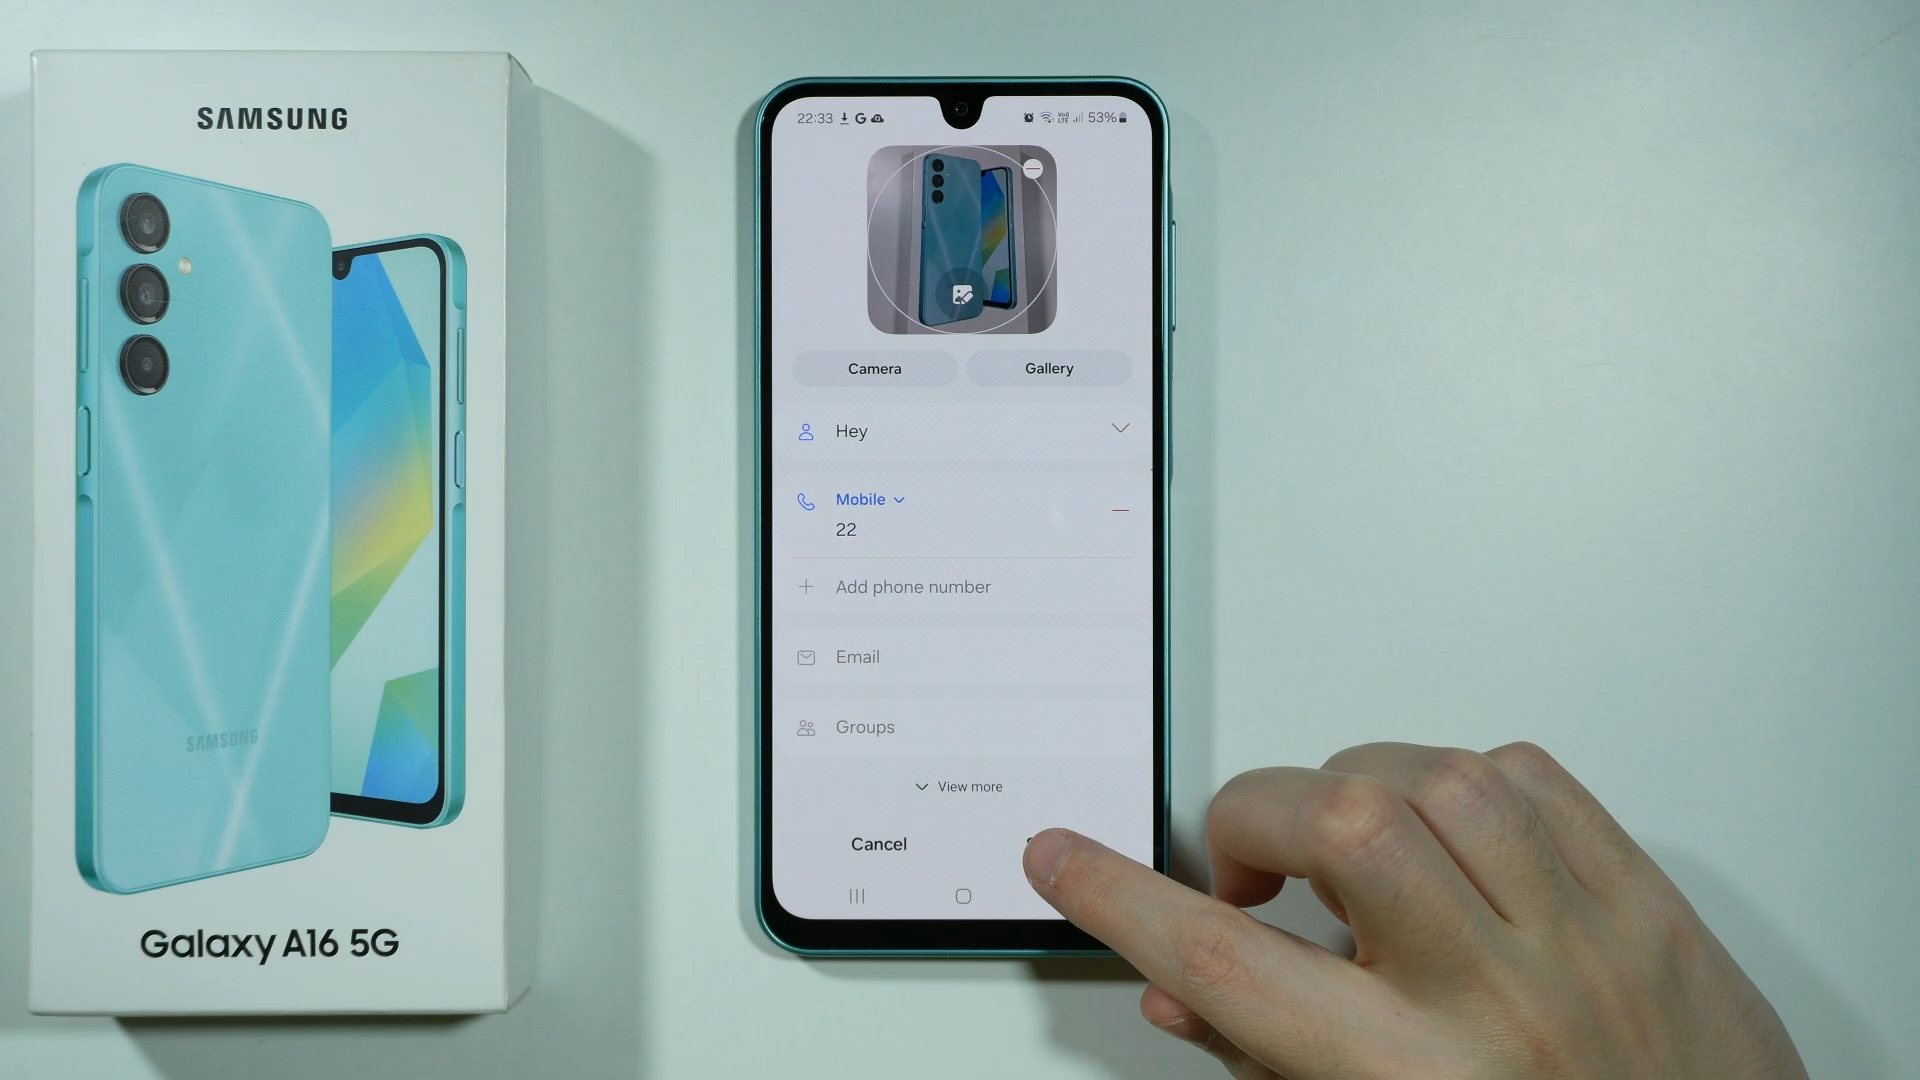 SAMSUNG
SAMSUNG
Galaxy A16 5G
22:33
53%
Camera
Gallery
Hey
Mobile
22
Add phone number
Email
Groups
View more
Cancel